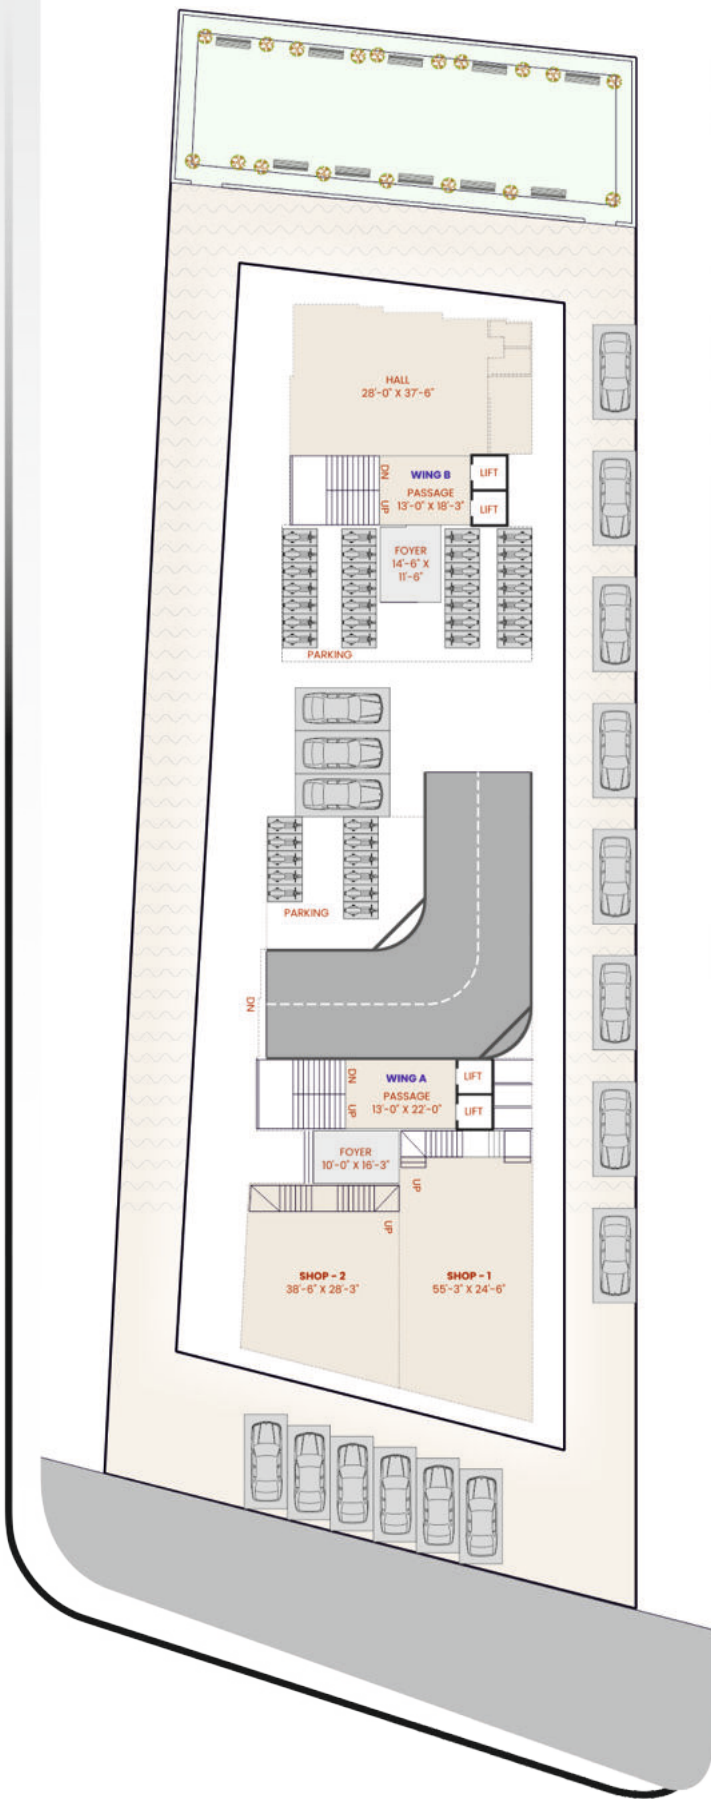 HALL
28'-0" X 37'-6"
DN
UP
WING B
PASSAGE
13'-0" X 18'-3"
LIFT
LIFT
FOYER
14'-6" X
11'-6"
PARKING
PARKING
DN
DN
UP
WING A
PASSAGE
13'-0" X 22'-0"
LIFT
LIFT
FOYER
10'-0" X 16'-3"
UP
UP
SHOP - 2
38'-6" X 28'-3"
SHOP - 1
55'-3" X 24'-6"